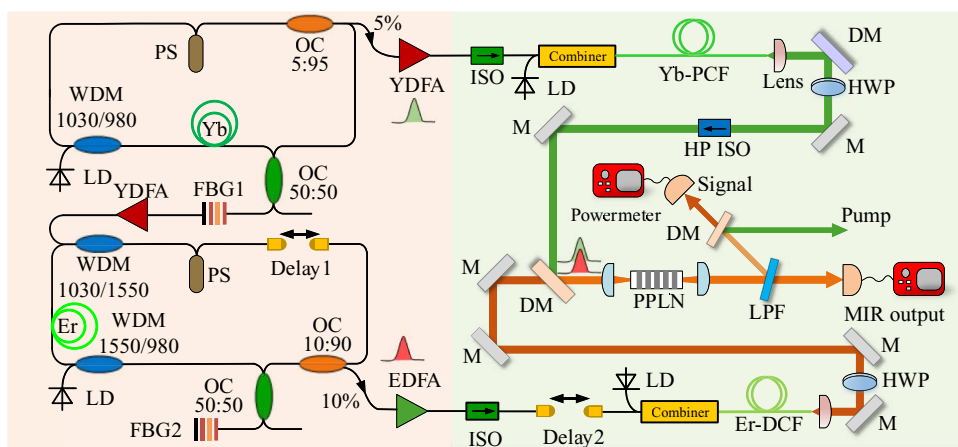 5%
PS
OC
5:95
YDFA
ISO
LD
Combiner
Yb-PCF
Lens
DM
HWP
M
M
HP ISO
WDM
1030/980
Yb
LD
OC
50:50
YDFA
FBG1
Signal
Powermeter
DM
Pump
WDM
1030/1550
PS
Delay1
M
DM
PPLN
LPF
MIR output
Er
WDM
1550/980
OC
10:90
M
M
LD
OC
50:50
10%
EDFA
LD
HWP
FBG2
ISO
Delay2
Combiner
Er-DCF
M